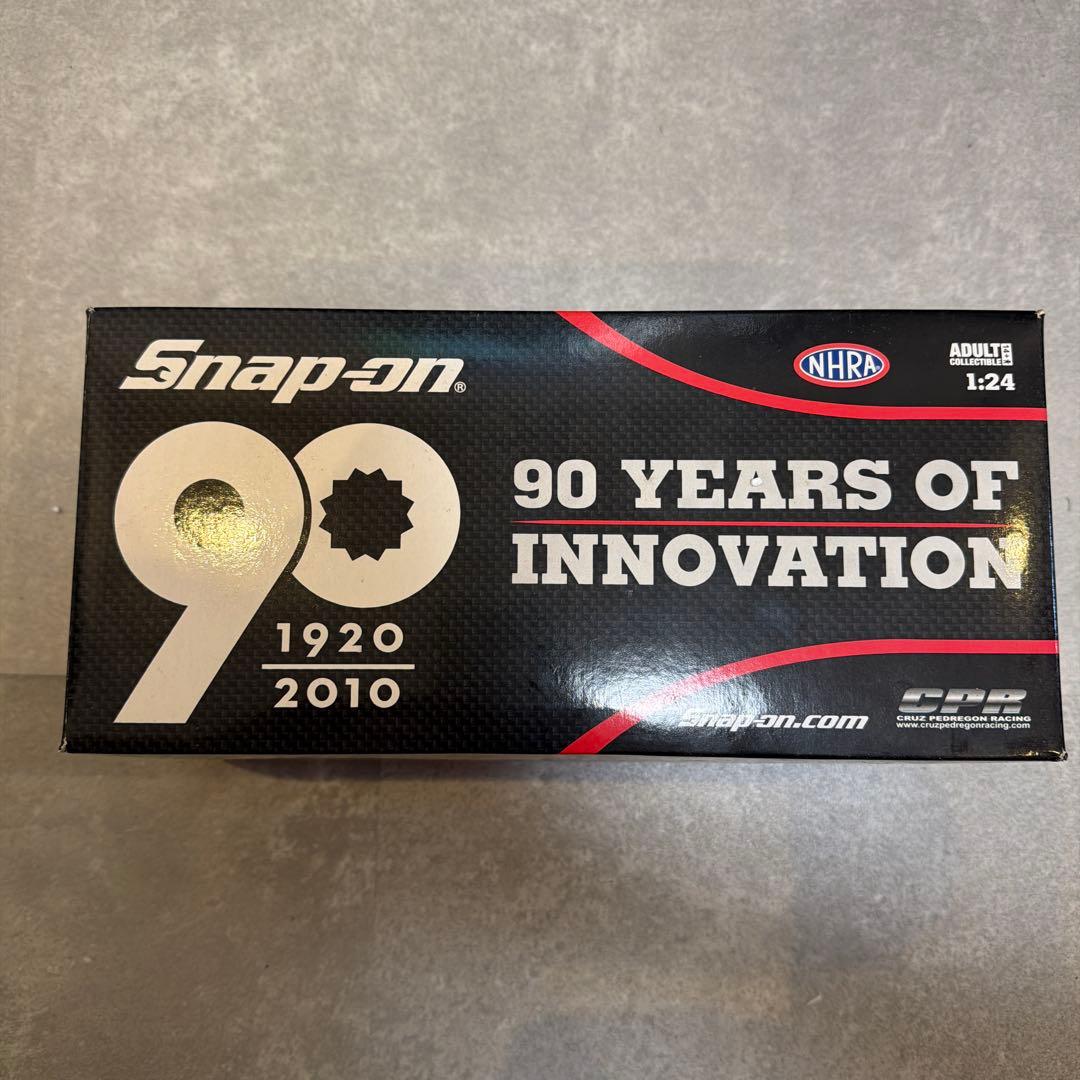 Snap-on®
90
1920
2010
NHRA
ADULT
COLLECTIBLE
1:24
90 YEARS OF
INNOVATION
Snap-on.com
CPR
CRUZ PEDREGON RACING
www.cruzpedregonracing.com